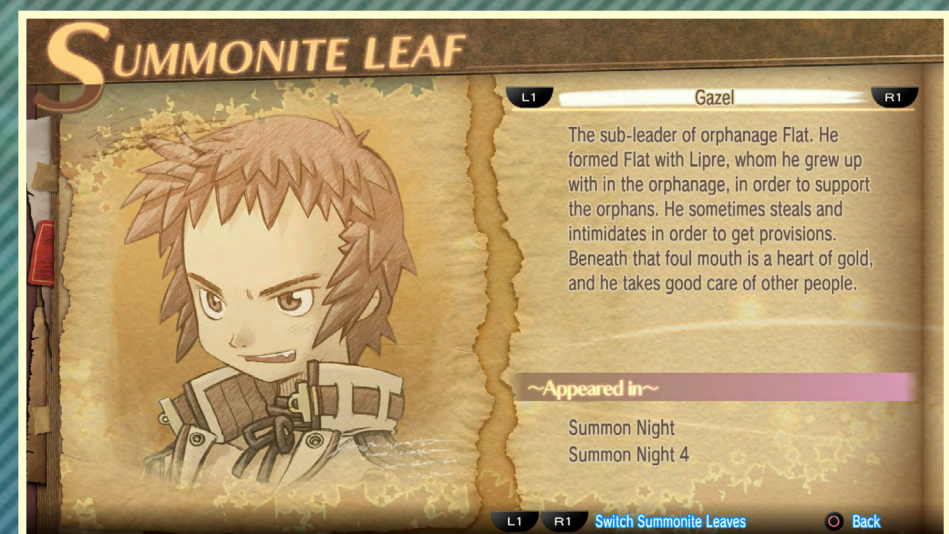 SUMMONITE LEAF
L1 Gazel R1
The sub-leader of orphanage Flat. He
formed Flat with Lipre, whom he grew up
with in the orphanage, in order to support
the orphans. He sometimes steals and
intimidates in order to get provisions.
Beneath that foul mouth is a heart of gold,
and he takes good care of other people.
~Appeared in~
Summon Night
Summon Night 4
L1 R1 Switch Summonite Leaves Back